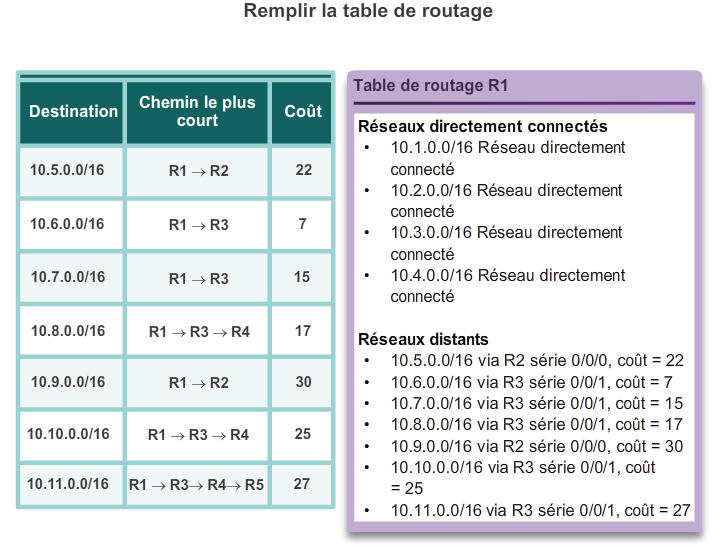 Remplir la table de routage
Destination Chemin le plus court Coût
10.5.0.0/16 R1 → R2 22
10.6.0.0/16 R1 → R3 7
10.7.0.0/16 R1 → R3 15
10.8.0.0/16 R1 → R3 → R4 17
10.9.0.0/16 R1 → R2 30
10.10.0.0/16 R1 → R3 → R4 25
10.11.0.0/16 R1 → R3→ R4→ R5 27
Table de routage R1
Réseaux directement connectés
• 10.1.0.0/16 Réseau directement
connecté
• 10.2.0.0/16 Réseau directement
connecté
• 10.3.0.0/16 Réseau directement
connecté
• 10.4.0.0/16 Réseau directement
connecté
Réseaux distants
• 10.5.0.0/16 via R2 série 0/0/0, coût = 22
• 10.6.0.0/16 via R3 série 0/0/1, coût = 7
• 10.7.0.0/16 via R3 série 0/0/1, coût = 15
• 10.8.0.0/16 via R3 série 0/0/1, coût = 17
• 10.9.0.0/16 via R2 série 0/0/0, coût = 30
• 10.10.0.0/16 via R3 série 0/0/1, coût
= 25
• 10.11.0.0/16 via R3 série 0/0/1, coût = 27